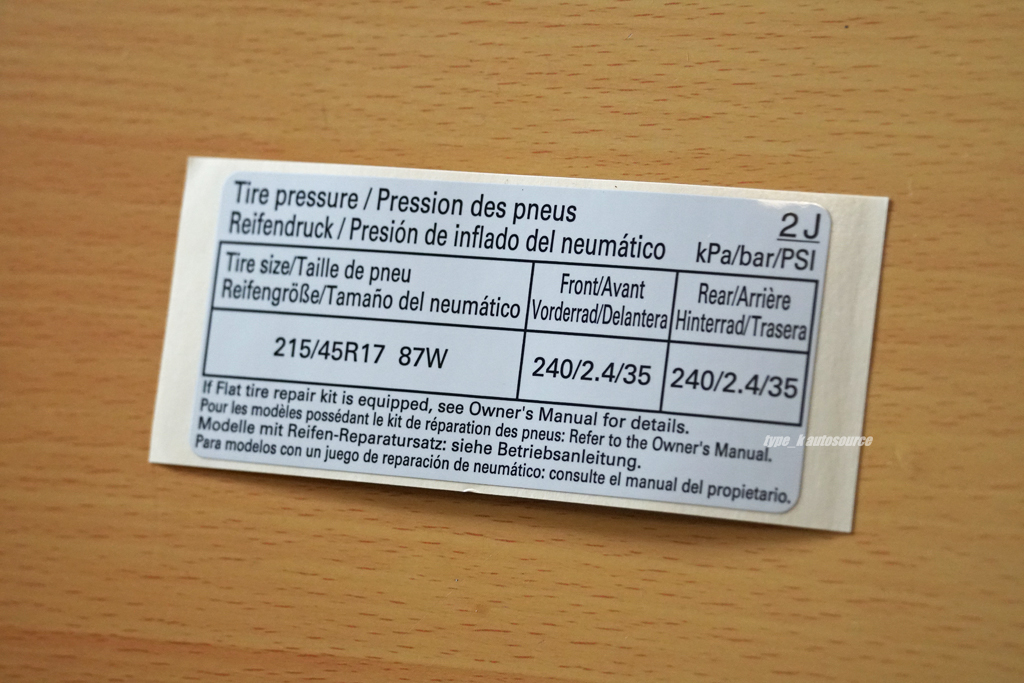 Tire pressure / Pression des pneus
2J
Reifendruck / Presión de inflado del neumático
kPa/bar/PSI
Tire size/Taille de pneu
Reifengröße/Tamaño del neumático
Front/Avant
Vorderrad/Delantera
Rear/Arrière
Hinterrad/Trasera
215/45R17 87W
240/2.4/35
240/2.4/35
If Flat tire repair kit is equipped, see Owner's Manual for details.
Pour les modèles possédant le kit de réparation des pneus: Refer to the Owner's Manual.
Modelle mit Reifen-Reparatursatz: siehe Betriebsanleitung.
Para modelos con un juego de reparación de neumático: consulte el manual del propietario.
type_k autosource